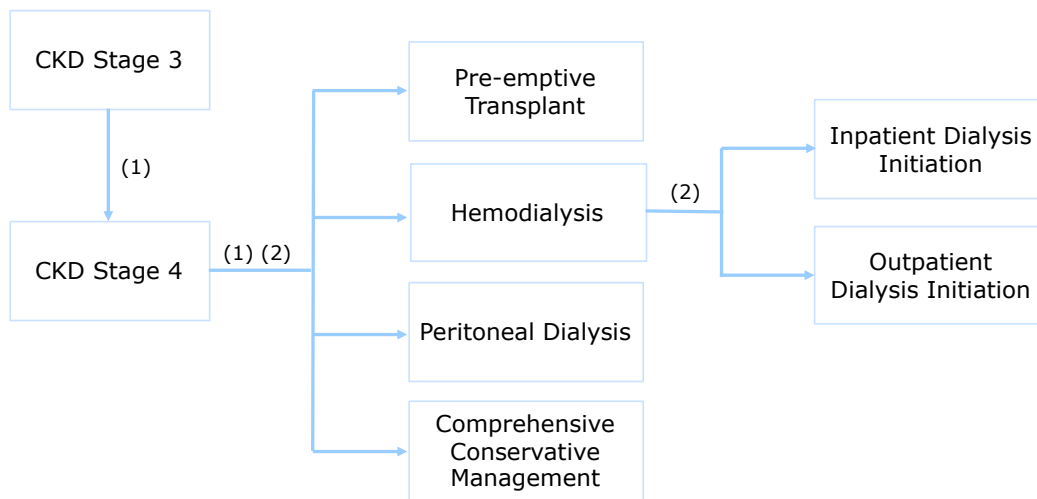 CKD Stage 3
(1)
CKD Stage 4
(1) (2)
Pre-emptive
Transplant
Hemodialysis
(2)
Peritoneal Dialysis
Comprehensive
Conservative
Management
Inpatient Dialysis
Initiation
Outpatient
Dialysis Initiation